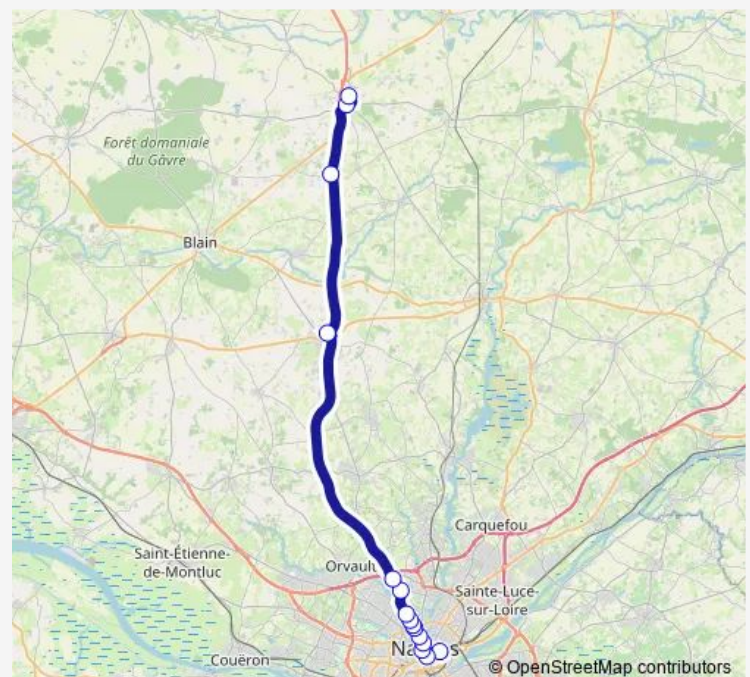 Forêt domaniale
du Gâvre
Blain
Carquefou
Saint-Étienne-
de-Montluc
Orvault
Sainte-Luce-
sur-Loire
Couëron
© OpenStreetMap contributors